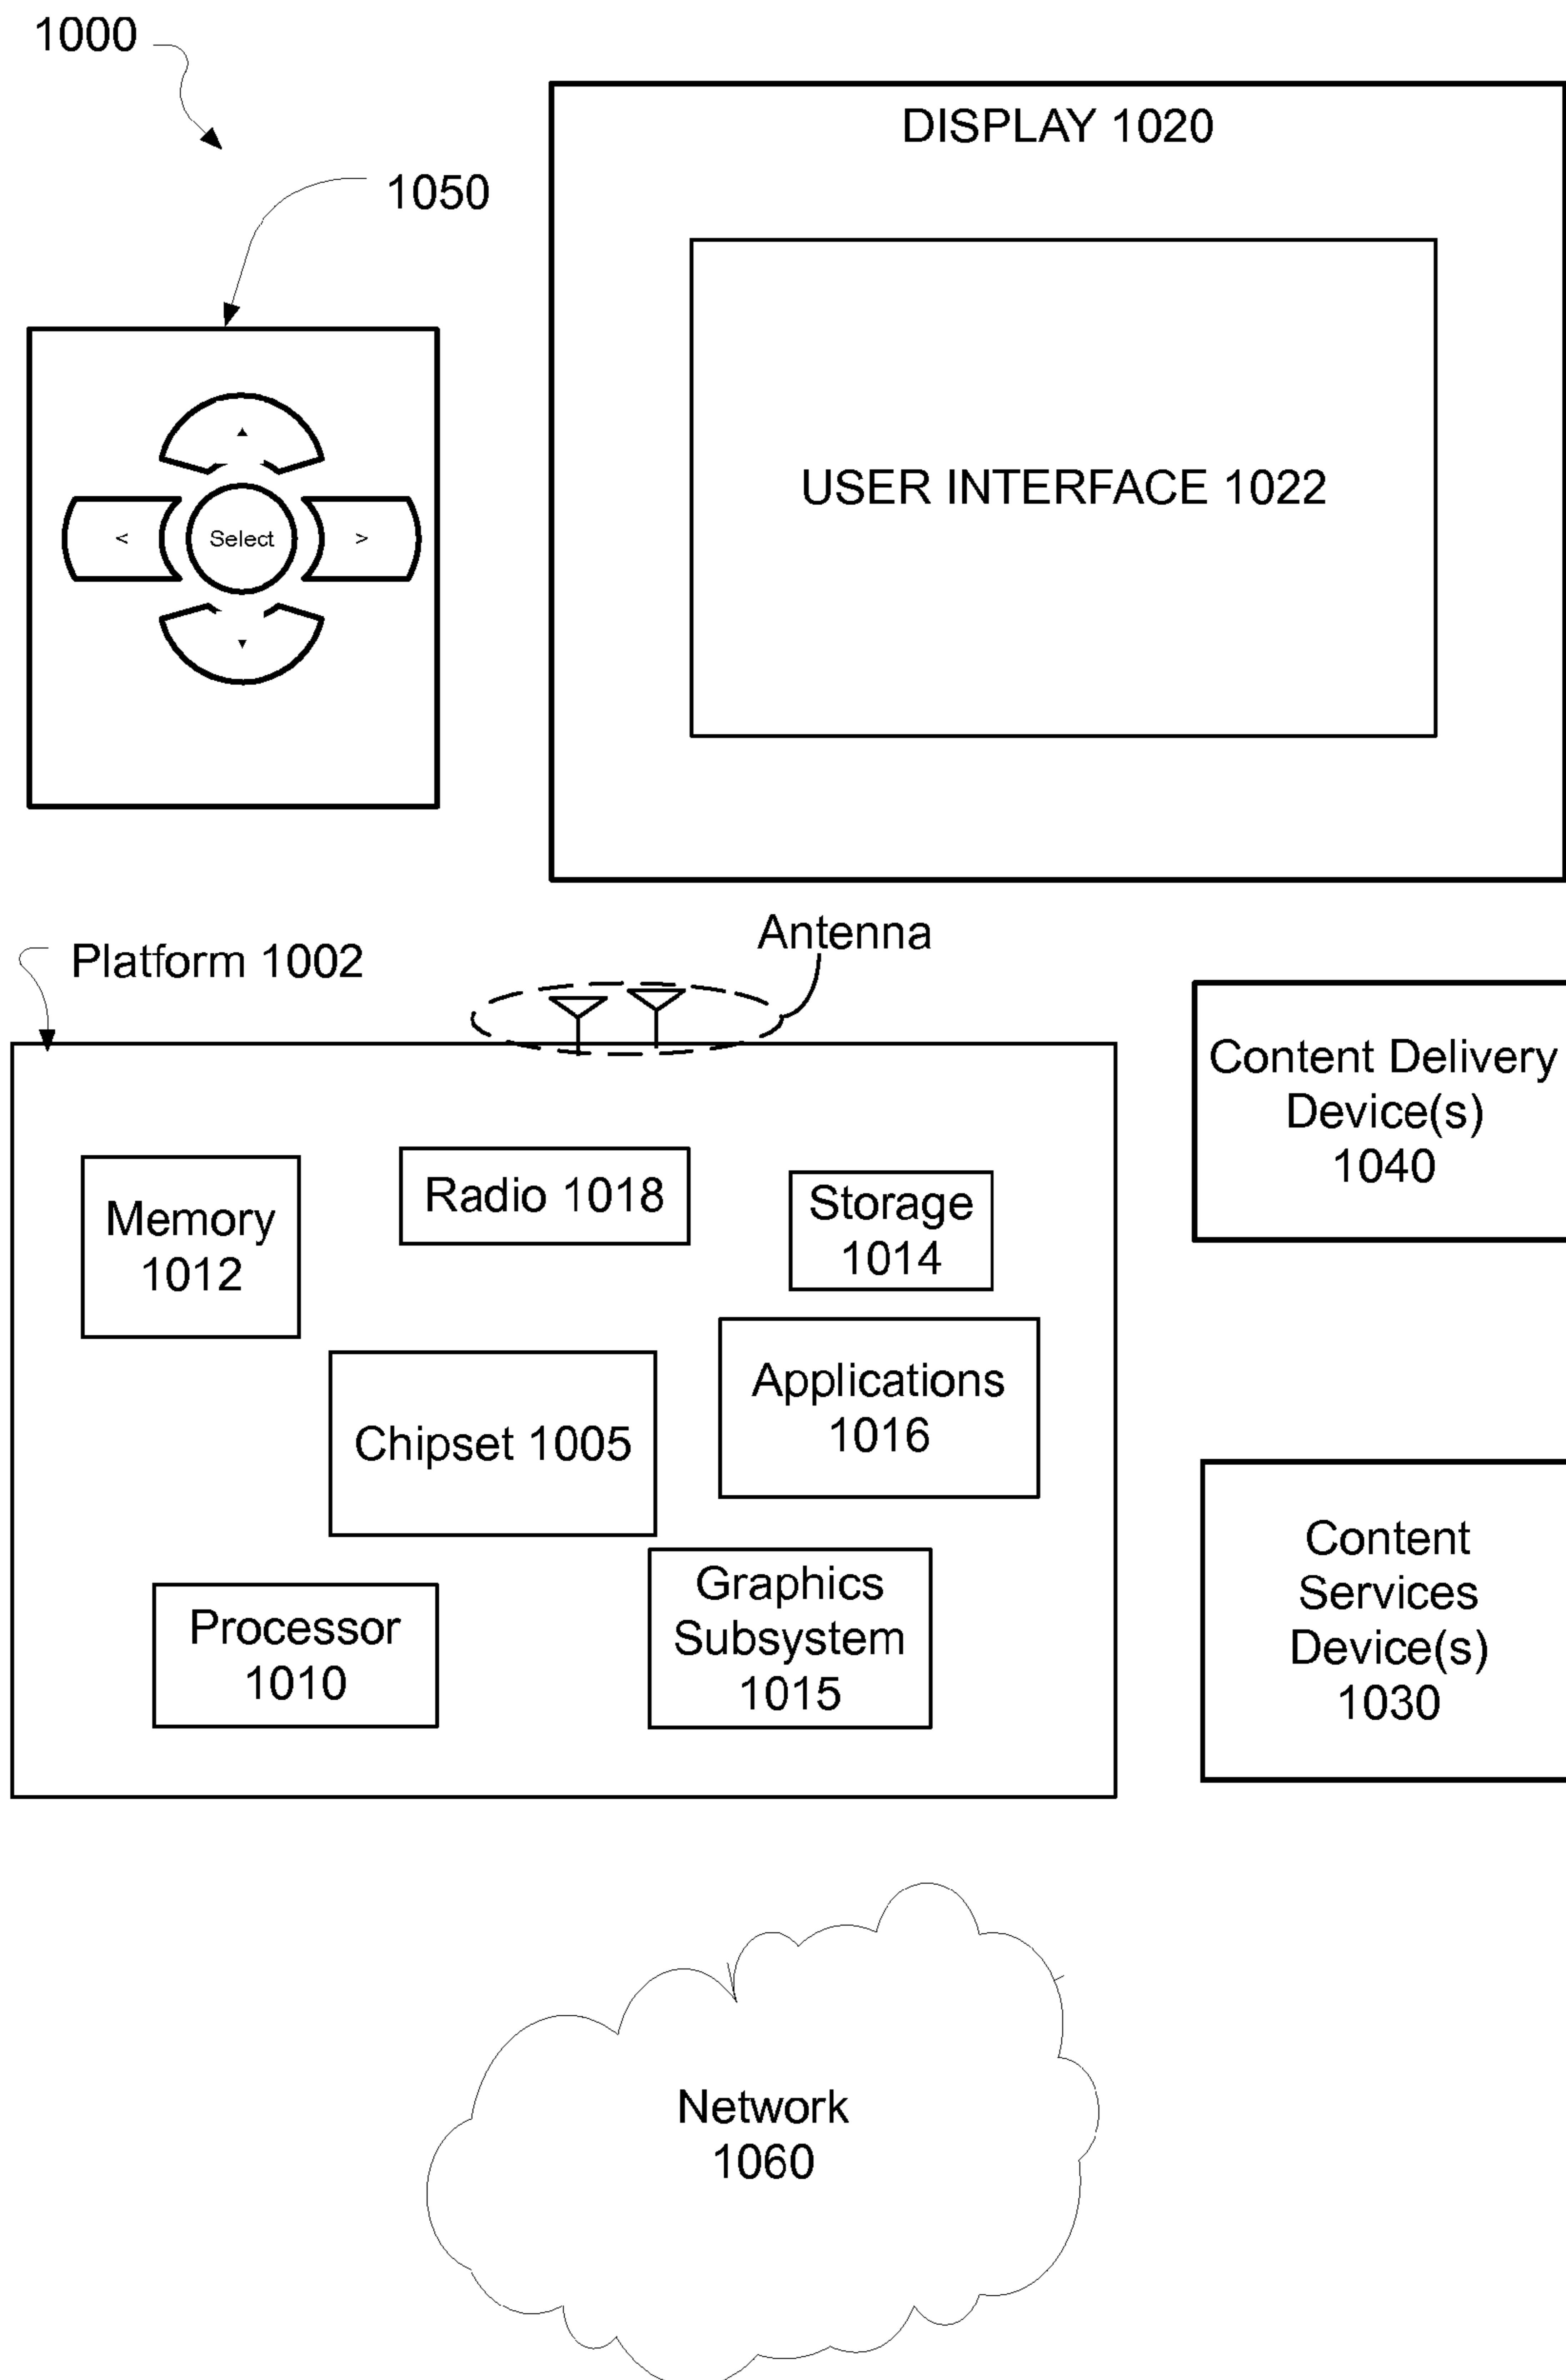 1000
DISPLAY 1020
1050
USER INTERFACE 1022
<
Select
>
Antenna
Platform 1002
Content Delivery
Device(s)
1040
Memory
1012
Radio 1018
Storage
1014
Chipset 1005
Applications
1016
Content
Services
Device(s)
1030
Processor
1010
Graphics
Subsystem
1015
Network
1060